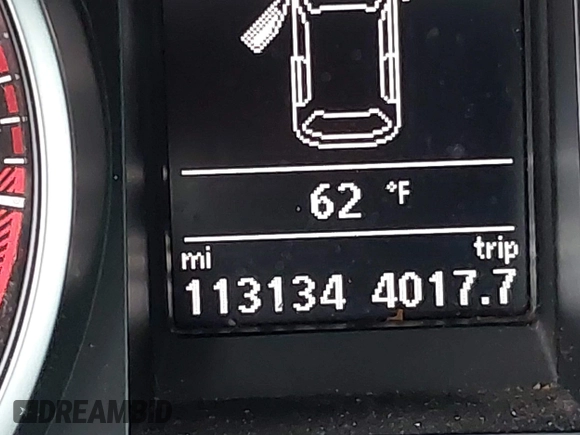 62 °F
mi trip
113134 4017.7
DREAMBID